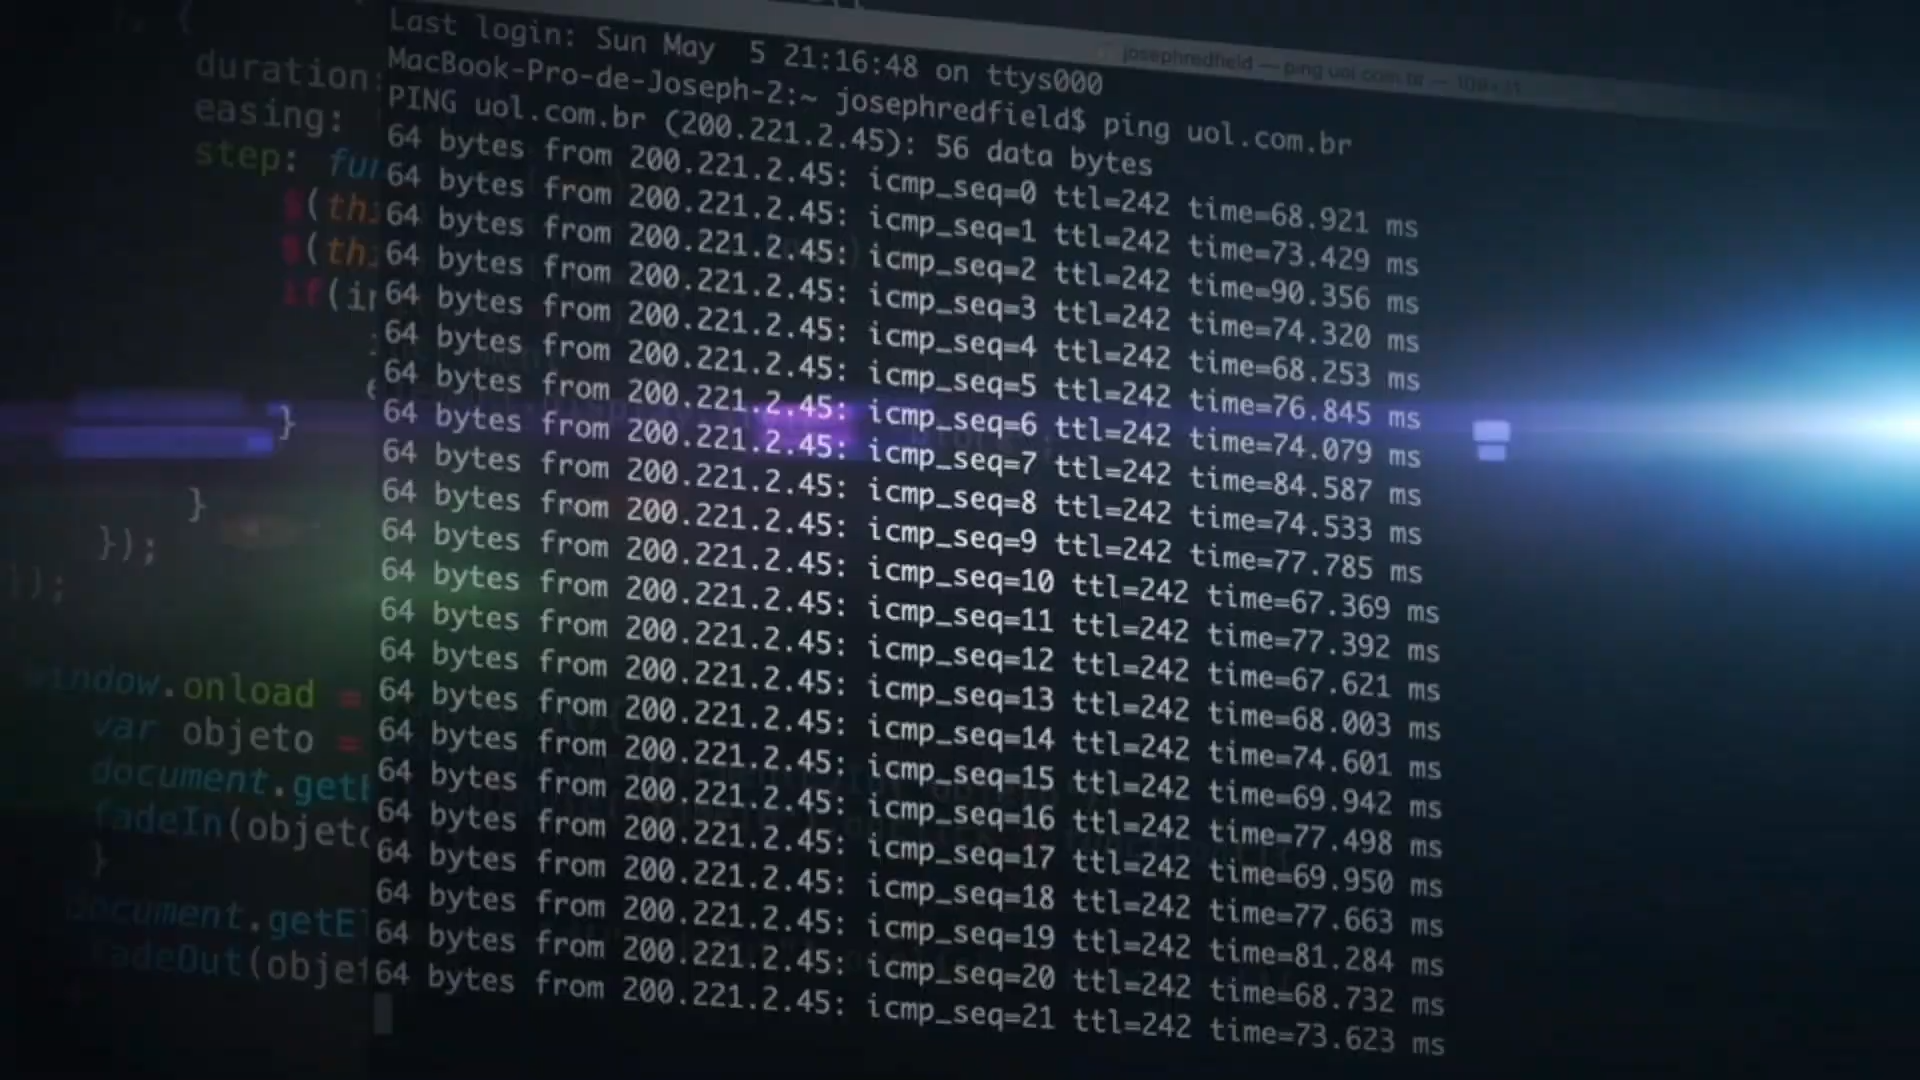 Last login: Sun May  5 21:16:48 on ttys000
josephredfield — ping uol.com.br —
MacBook-Pro-de-Joseph-2:~ josephredfield$ ping uol.com.br
PING uol.com.br (200.221.2.45): 56 data bytes
64 bytes from 200.221.2.45: icmp_seq=0 ttl=242 time=68.921 ms
64 bytes from 200.221.2.45: icmp_seq=1 ttl=242 time=73.429 ms
64 bytes from 200.221.2.45: icmp_seq=2 ttl=242 time=90.356 ms
64 bytes from 200.221.2.45: icmp_seq=3 ttl=242 time=74.320 ms
64 bytes from 200.221.2.45: icmp_seq=4 ttl=242 time=68.253 ms
64 bytes from 200.221.2.45: icmp_seq=5 ttl=242 time=76.845 ms
64 bytes from 200.221.2.45: icmp_seq=6 ttl=242 time=74.079 ms
64 bytes from 200.221.2.45: icmp_seq=7 ttl=242 time=84.587 ms
64 bytes from 200.221.2.45: icmp_seq=8 ttl=242 time=74.533 ms
64 bytes from 200.221.2.45: icmp_seq=9 ttl=242 time=77.785 ms
64 bytes from 200.221.2.45: icmp_seq=10 ttl=242 time=67.369 ms
64 bytes from 200.221.2.45: icmp_seq=11 ttl=242 time=77.392 ms
64 bytes from 200.221.2.45: icmp_seq=12 ttl=242 time=67.621 ms
64 bytes from 200.221.2.45: icmp_seq=13 ttl=242 time=68.003 ms
64 bytes from 200.221.2.45: icmp_seq=14 ttl=242 time=74.601 ms
64 bytes from 200.221.2.45: icmp_seq=15 ttl=242 time=69.942 ms
64 bytes from 200.221.2.45: icmp_seq=16 ttl=242 time=77.498 ms
64 bytes from 200.221.2.45: icmp_seq=17 ttl=242 time=69.950 ms
64 bytes from 200.221.2.45: icmp_seq=18 ttl=242 time=77.663 ms
64 bytes from 200.221.2.45: icmp_seq=19 ttl=242 time=81.284 ms
64 bytes from 200.221.2.45: icmp_seq=20 ttl=242 time=68.732 ms
64 bytes from 200.221.2.45: icmp_seq=21 ttl=242 time=73.623 ms
duration:
easing:
step: fun
$(thi
$(thi
if(in
}
}
});
});
window.onload =
var objeto =
document.getE
fadeIn(objeto
}
document.getEl
fadeOut(objet